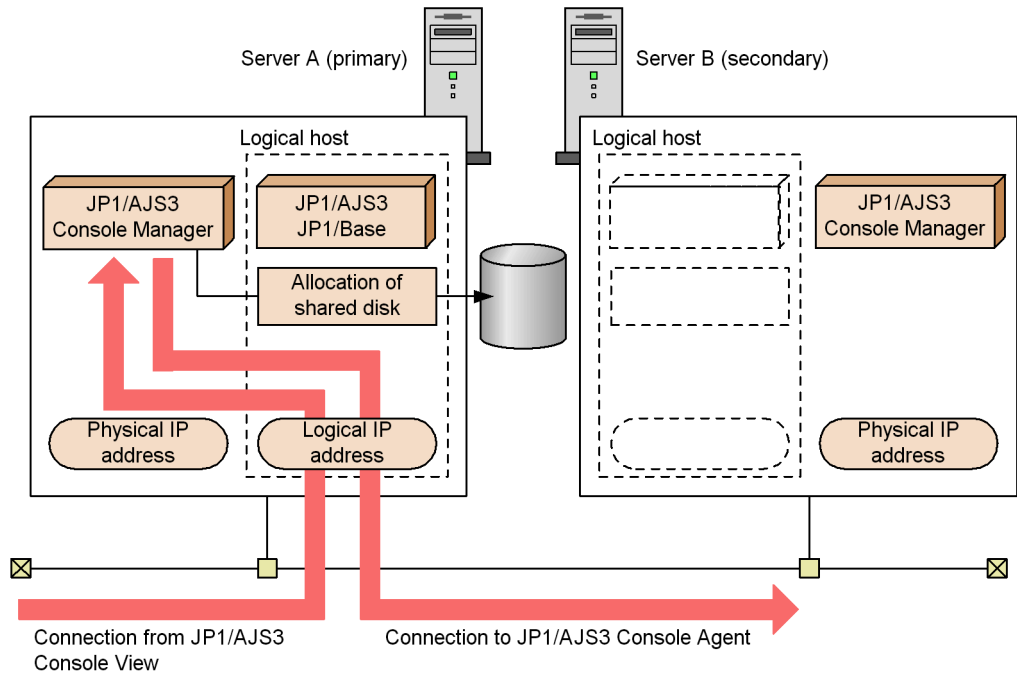 Server A (primary)
Server B (secondary)
Logical host
JP1/AJS3
Console Manager
JP1/AJS3
JP1/Base
Allocation of
shared disk
Physical IP
address
Logical IP
address
Logical host
JP1/AJS3
Console Manager
Physical IP
address
Connection from JP1/AJS3
Console View
Connection to JP1/AJS3 Console Agent